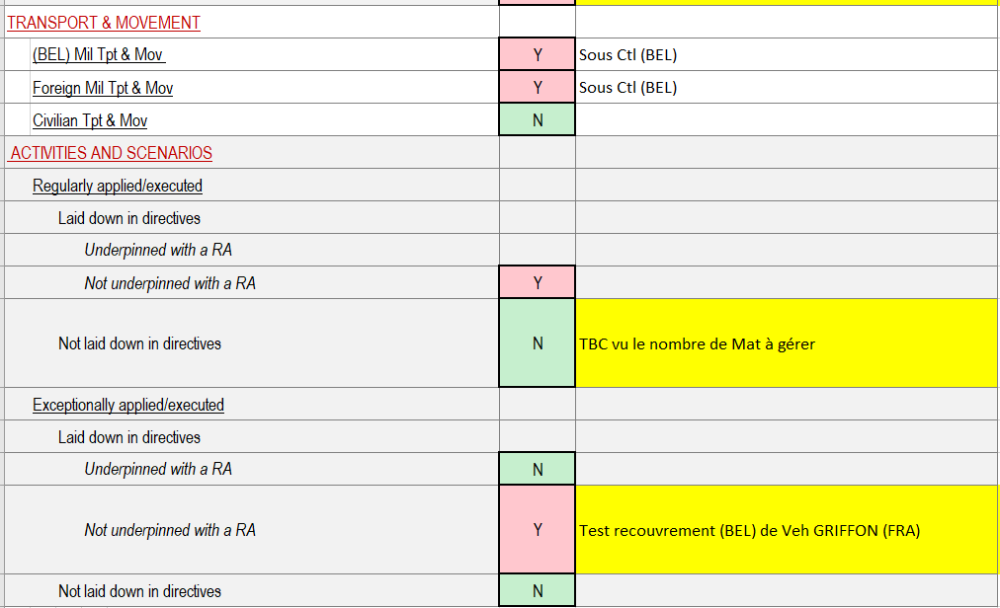 TRANSPORT & MOVEMENT
(BEL) Mil Tpt & Mov Y Sous Ctl (BEL)
Foreign Mil Tpt & Mov Y Sous Ctl (BEL)
Civilian Tpt & Mov N
ACTIVITIES AND SCENARIOS
Regularly applied/executed
Laid down in directives
Underpinned with a RA
Not underpinned with a RA Y
Not laid down in directives N TBC vu le nombre de Mat à gérer
Exceptionally applied/executed
Laid down in directives
Underpinned with a RA N
Not underpinned with a RA Y Test recouvrement (BEL) de Veh GRIFFON (FRA)
Not laid down in directives N